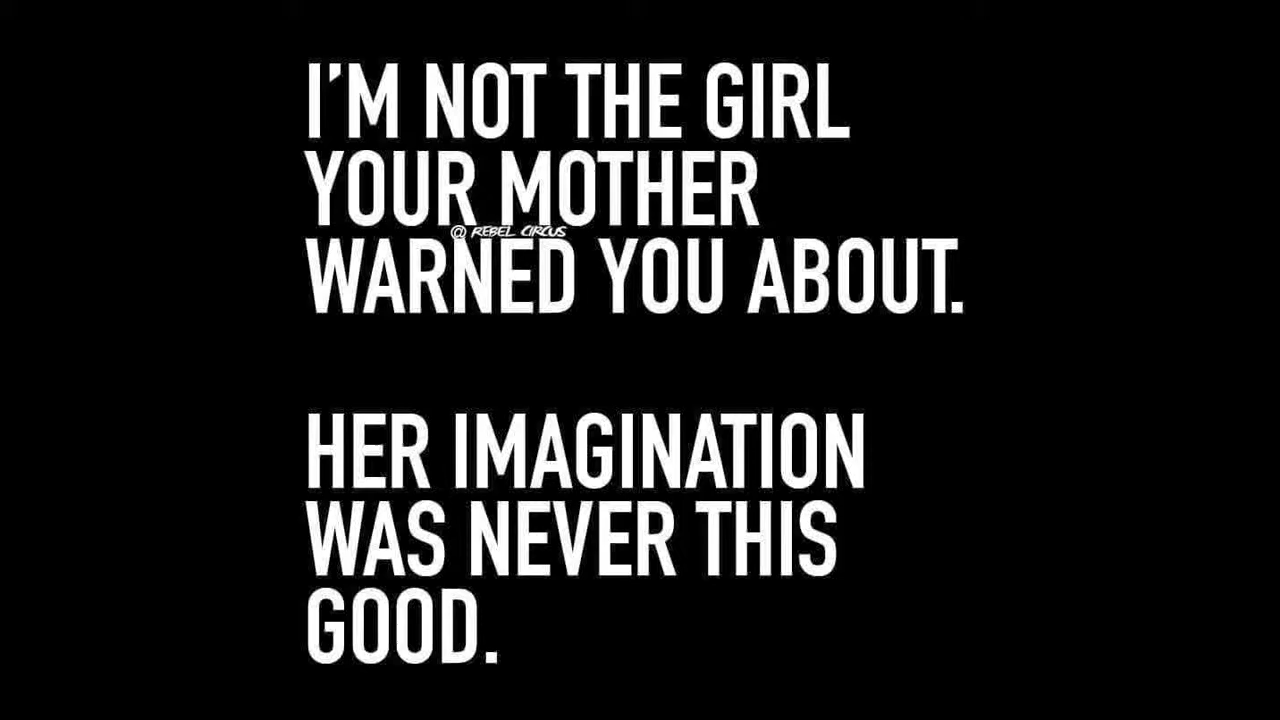 I'M NOT THE GIRL
YOUR MOTHER
@ REBEL CIRCUS
WARNED YOU ABOUT.
HER IMAGINATION
WAS NEVER THIS
GOOD.